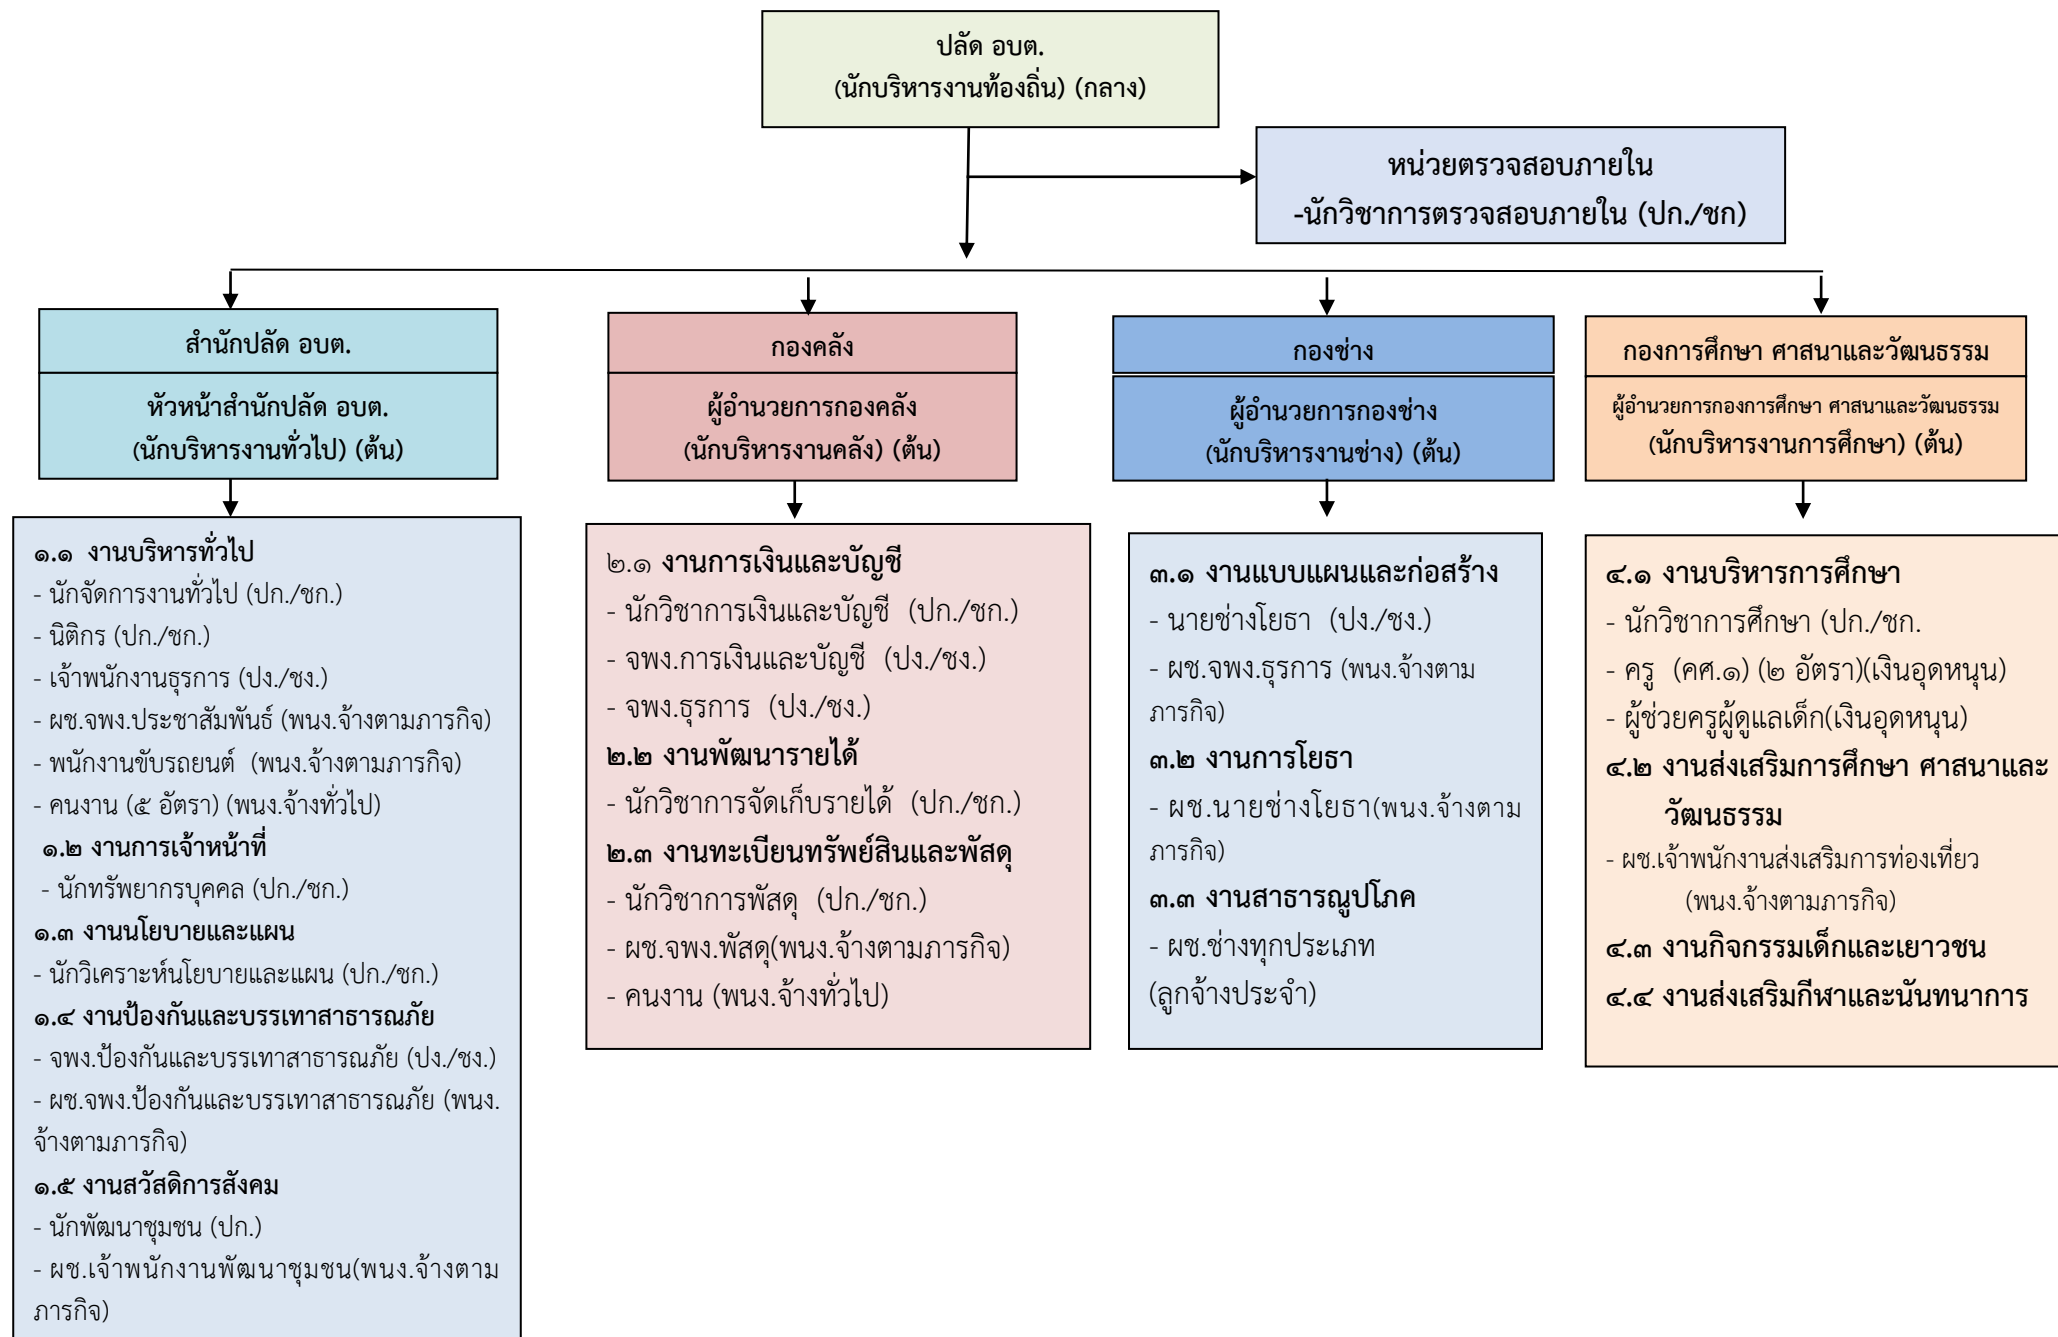 ปลัด อบต.
(นักบริหารงานท้องถิ่น) (กลาง)
หน่วยตรวจสอบภายใน
-นักวิชาการตรวจสอบภายใน (ปก./ชก)
สำนักปลัด อบต.
หัวหน้าสำนักปลัด อบต.
(นักบริหารงานทั่วไป) (ต้น)
กองคลัง
ผู้อำนวยการกองคลัง
(นักบริหารงานคลัง) (ต้น)
กองช่าง
ผู้อำนวยการกองช่าง
(นักบริหารงานช่าง) (ต้น)
กองการศึกษา ศาสนาและวัฒนธรรม
ผู้อำนวยการกองการศึกษา ศาสนาและวัฒนธรรม
(นักบริหารงานการศึกษา) (ต้น)
๑.๑ งานบริหารทั่วไป
- นักจัดการงานทั่วไป (ปก./ชก.)
- นิติกร (ปก./ชก.)
- เจ้าพนักงานธุรการ (ปง./ชง.)
- ผช.จพง.ประชาสัมพันธ์ (พนง.จ้างตามภารกิจ)
- พนักงานขับรถยนต์ (พนง.จ้างตามภารกิจ)
- คนงาน (๕ อัตรา) (พนง.จ้างทั่วไป)
๑.๒ งานการเจ้าหน้าที่
- นักทรัพยากรบุคคล (ปก./ชก.)
๑.๓ งานนโยบายและแผน
- นักวิเคราะห์นโยบายและแผน (ปก./ชก.)
๑.๔ งานป้องกันและบรรเทาสาธารณภัย
- จพง.ป้องกันและบรรเทาสาธารณภัย (ปง./ชง.)
- ผช.จพง.ป้องกันและบรรเทาสาธารณภัย (พนง.
จ้างตามภารกิจ)
๑.๕ งานสวัสดิการสังคม
- นักพัฒนาชุมชน (ปก.)
- ผช.เจ้าพนักงานพัฒนาชุมชน(พนง.จ้างตาม
ภารกิจ)
๒.๑ งานการเงินและบัญชี
- นักวิชาการเงินและบัญชี (ปก./ชก.)
- จพง.การเงินและบัญชี (ปง./ชง.)
- จพง.ธุรการ (ปง./ชง.)
๒.๒ งานพัฒนารายได้
- นักวิชาการจัดเก็บรายได้ (ปก./ชก.)
๒.๓ งานทะเบียนทรัพย์สินและพัสดุ
- นักวิชาการพัสดุ (ปก./ชก.)
- ผช.จพง.พัสดุ(พนง.จ้างตามภารกิจ)
- คนงาน (พนง.จ้างทั่วไป)
๓.๑ งานแบบแผนและก่อสร้าง
- นายช่างโยธา (ปง./ชง.)
- ผช.จพง.ธุรการ (พนง.จ้างตาม
ภารกิจ)
๓.๒ งานการโยธา
- ผช.นายช่างโยธา(พนง.จ้างตาม
ภารกิจ)
๓.๓ งานสาธารณูปโภค
- ผช.ช่างทุกประเภท
(ลูกจ้างประจำ)
๔.๑ งานบริหารการศึกษา
- นักวิชาการศึกษา (ปก./ชก.
- ครู (คศ.๑) (๒ อัตรา)(เงินอุดหนุน)
- ผู้ช่วยครูผู้ดูแลเด็ก(เงินอุดหนุน)
๔.๒ งานส่งเสริมการศึกษา ศาสนาและ
วัฒนธรรม
- ผช.เจ้าพนักงานส่งเสริมการท่องเที่ยว
(พนง.จ้างตามภารกิจ)
๔.๓ งานกิจกรรมเด็กและเยาวชน
๔.๔ งานส่งเสริมกีฬาและนันทนาการ